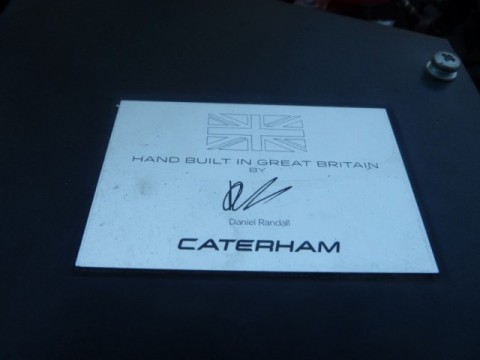 HAND BUILT IN GREAT BRITAIN
BY
Daniel Randall
CATERHAM